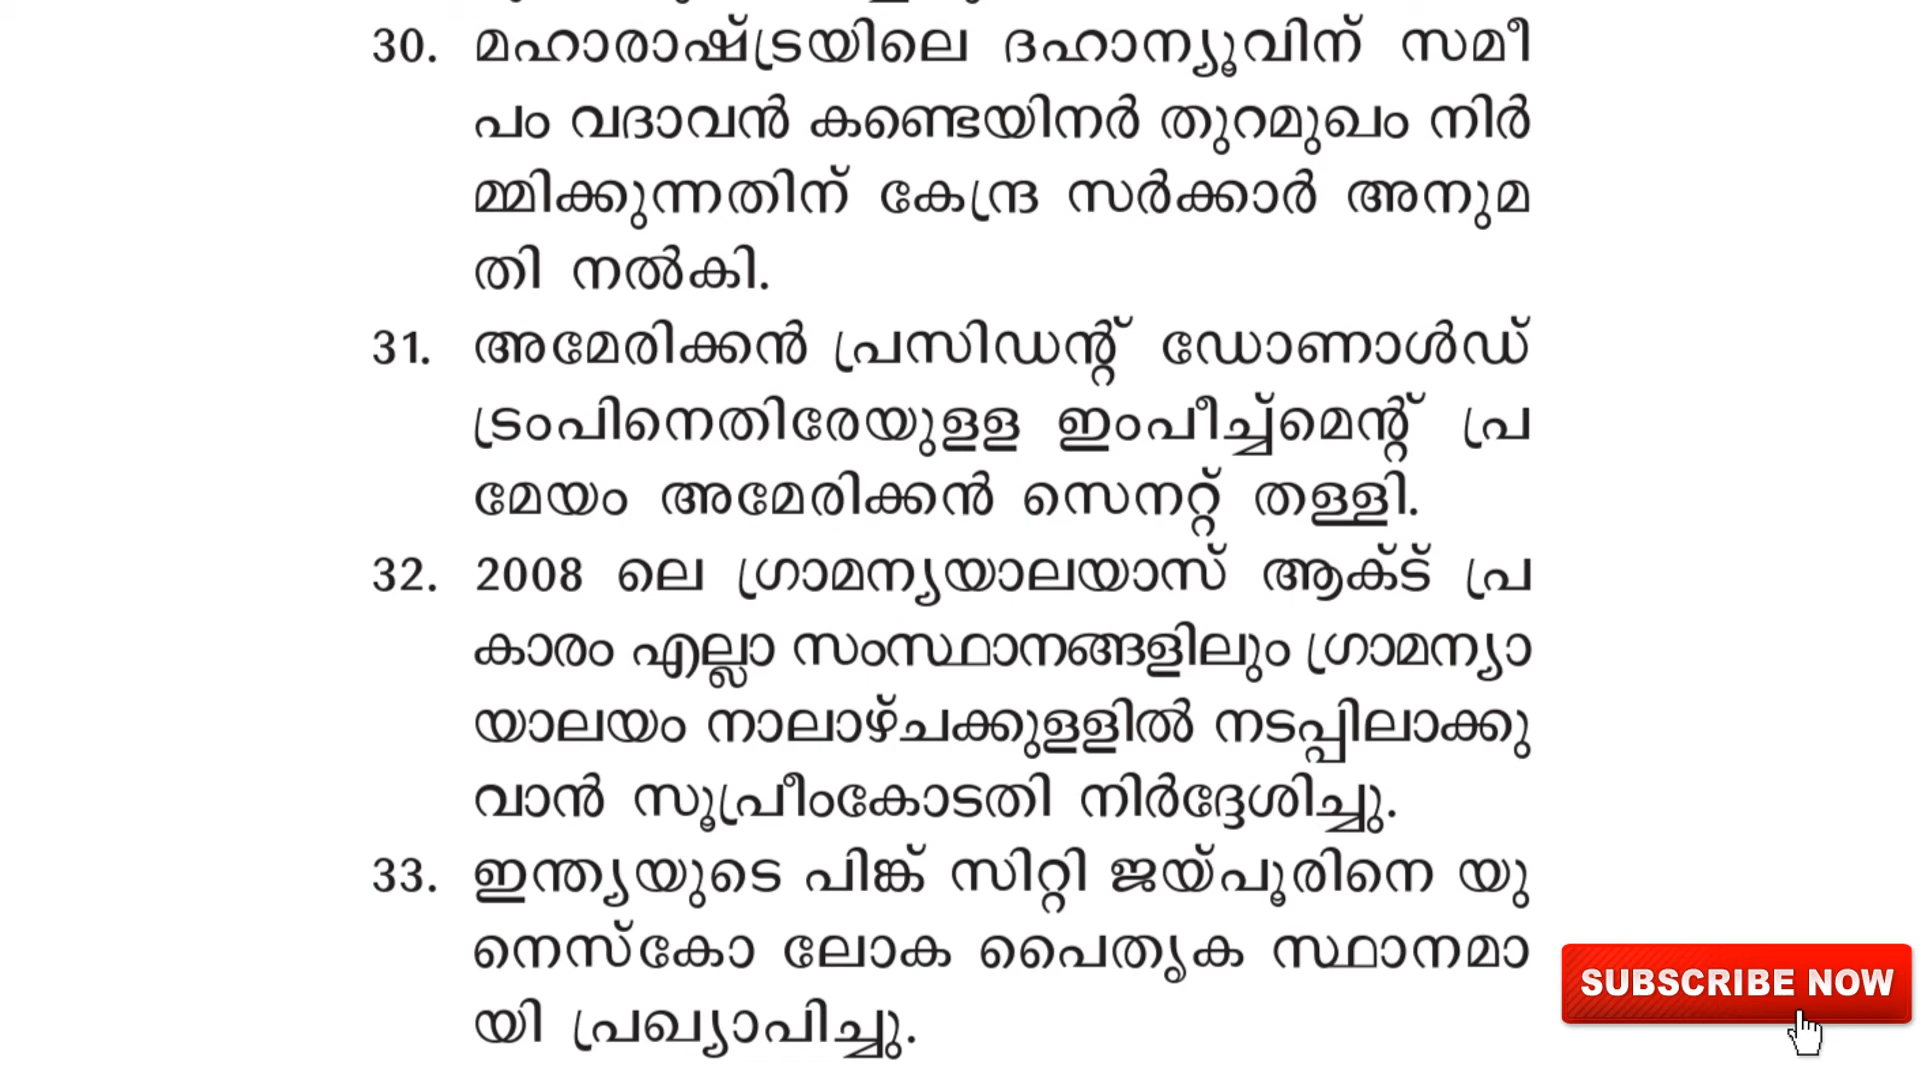 30. മഹാരാഷ്ട്രയിലെ ദഹാന്യൂവിന് സമീ
പം വദാവൻ കണ്ടെയിനർ തുറമുഖം നിർ
മ്മിക്കുന്നതിന് കേന്ദ്ര സർക്കാർ അനുമ
തി നൽകി.
31. അമേരിക്കൻ പ്രസിഡന്റ് ഡോണാൾഡ്
ട്രംപിനെതിരേയുളള ഇംപീച്ച്മെന്റ് പ്ര
മേയം അമേരിക്കൻ സെനറ്റ് തള്ളി.
32. 2008 ലെ ഗ്രാമന്യയാലയാസ് ആക്ട് പ്ര
കാരം എല്ലാ സംസ്ഥാനങ്ങളിലും ഗ്രാമന്യാ
യാലയം നാലാഴ്ചക്കുളളിൽ നടപ്പിലാക്കു
വാൻ സൂപ്രീംകോടതി നിർദ്ദേശിച്ചു.
33. ഇന്ത്യയുടെ പിങ്ക് സിറ്റി ജയ്പൂരിനെ യു
നെസ്കോ ലോക പൈതൃക സ്ഥാനമാ
യി പ്രഖ്യാപിച്ചു.
SUBSCRIBE NOW